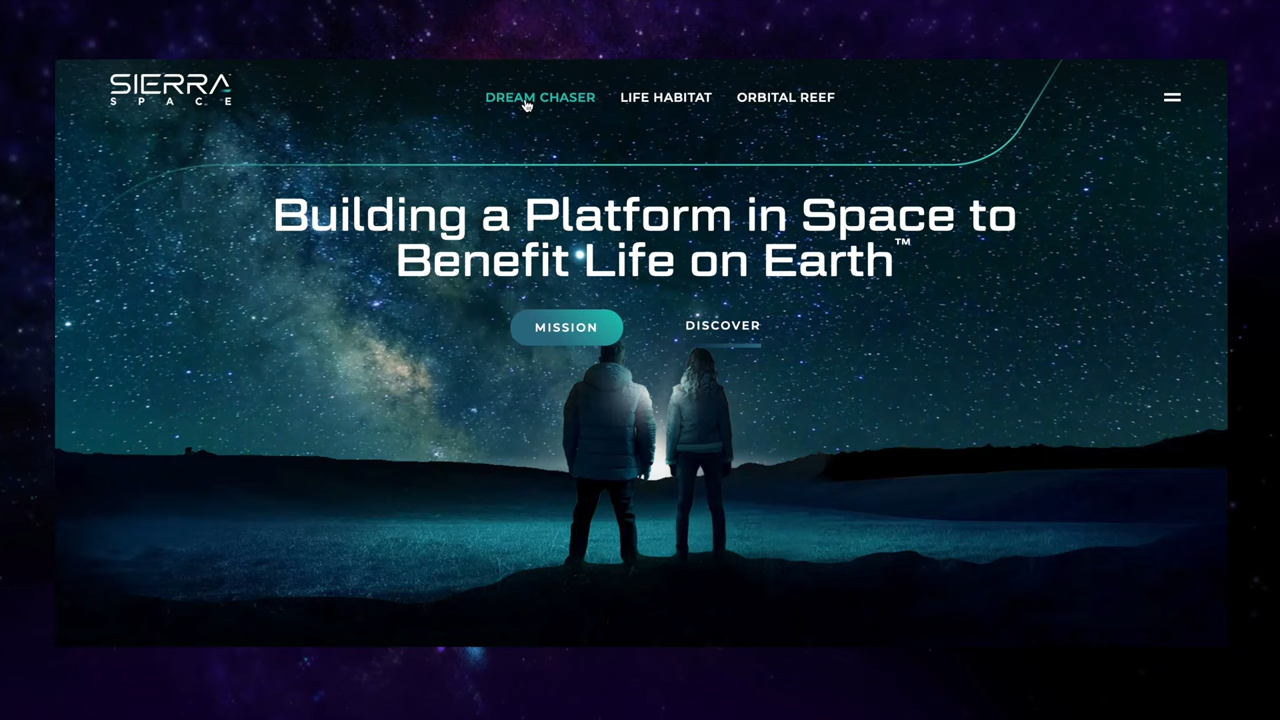 SIERRA
SPACE
DREAM CHASER LIFE HABITAT ORBITAL REEF
Building a Platform in Space to
Benefit Life on Earth™
MISSION DISCOVER